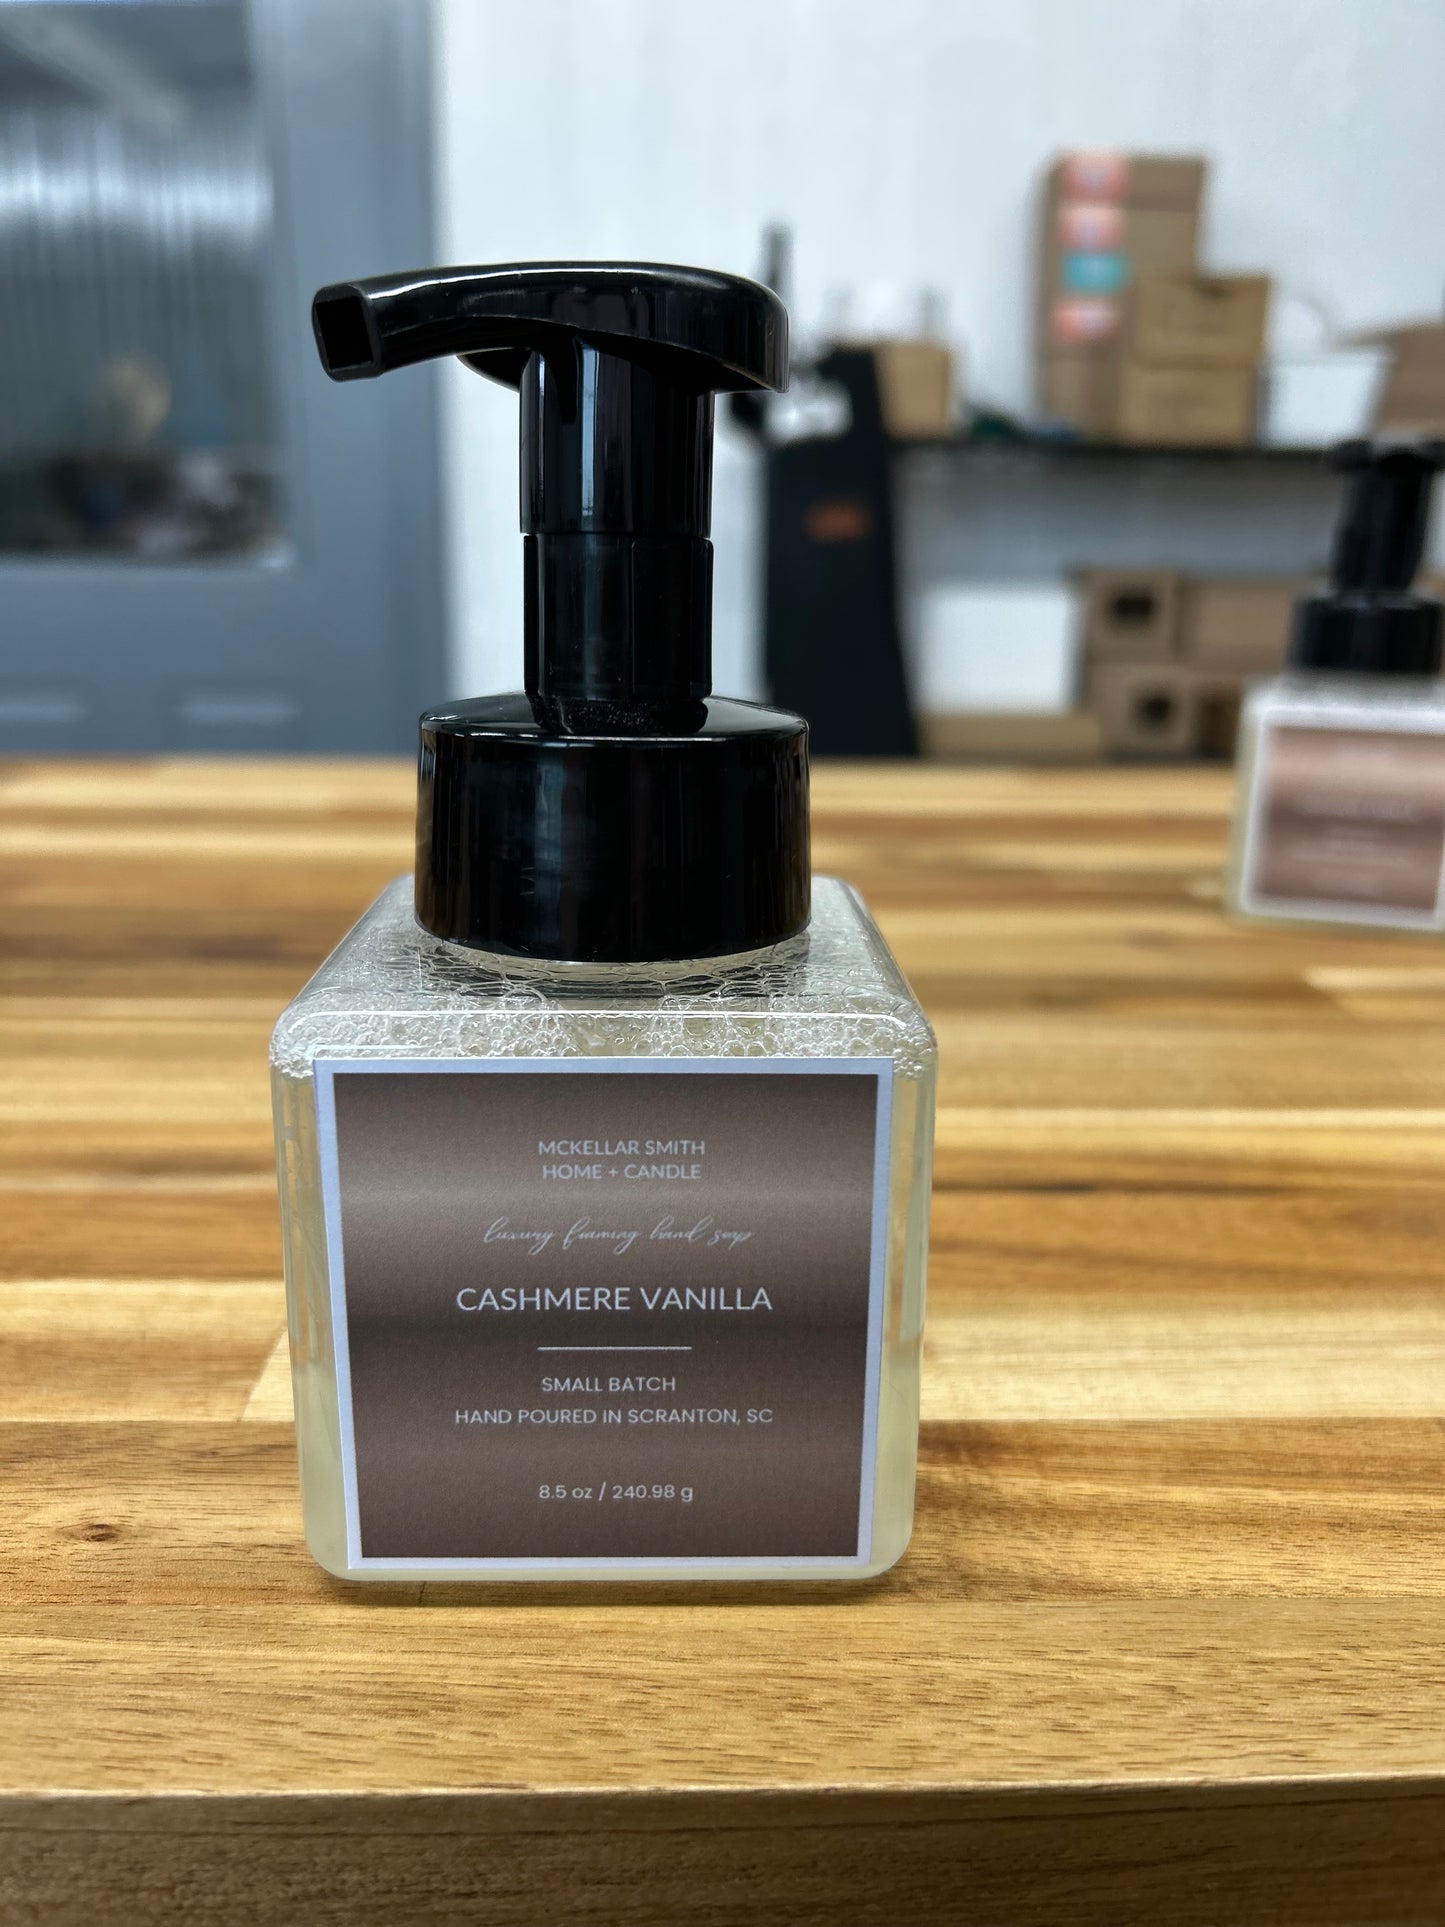 MCKELLAR SMITH
HOME + CANDLE
luxury foaming hand soap
CASHMERE VANILLA
SMALL BATCH
HAND POURED IN SCRANTON, SC
8.5 oz / 240.98 g